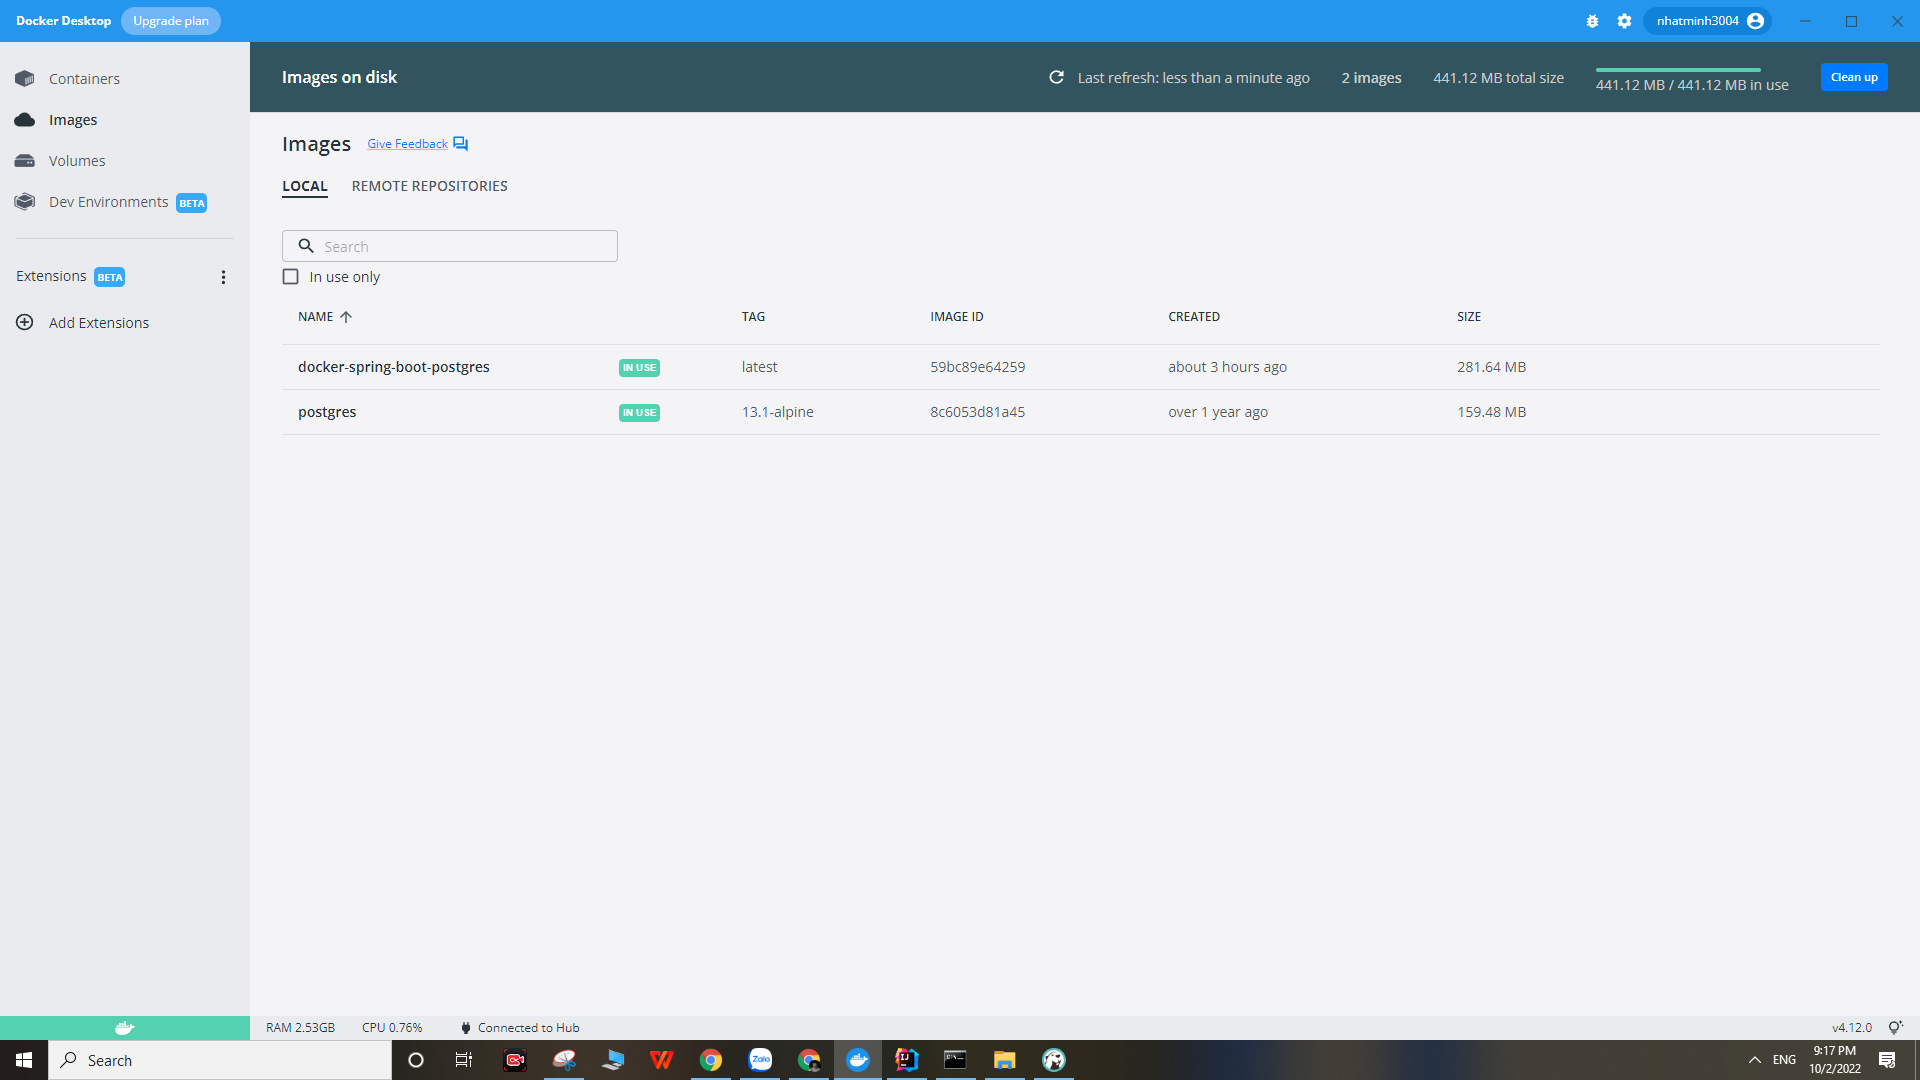 Docker Desktop Upgrade plan nhatminh3004
Containers
Images
Volumes
Dev Environments BETA
Extensions BETA
Add Extensions
Images on disk Last refresh: less than a minute ago 2 images 441.12 MB total size 441.12 MB / 441.12 MB in use Clean up
Images Give Feedback
LOCAL REMOTE REPOSITORIES
Search
In use only
NAME TAG IMAGE ID CREATED SIZE
docker-spring-boot-postgres IN USE latest 59bc89e64259 about 3 hours ago 281.64 MB
postgres IN USE 13.1-alpine 8c6053d81a45 over 1 year ago 159.48 MB
RAM 2.53GB CPU 0.76% Connected to Hub v4.12.0
Search Zalo IJ ENG 9:17 PM
10/2/2022